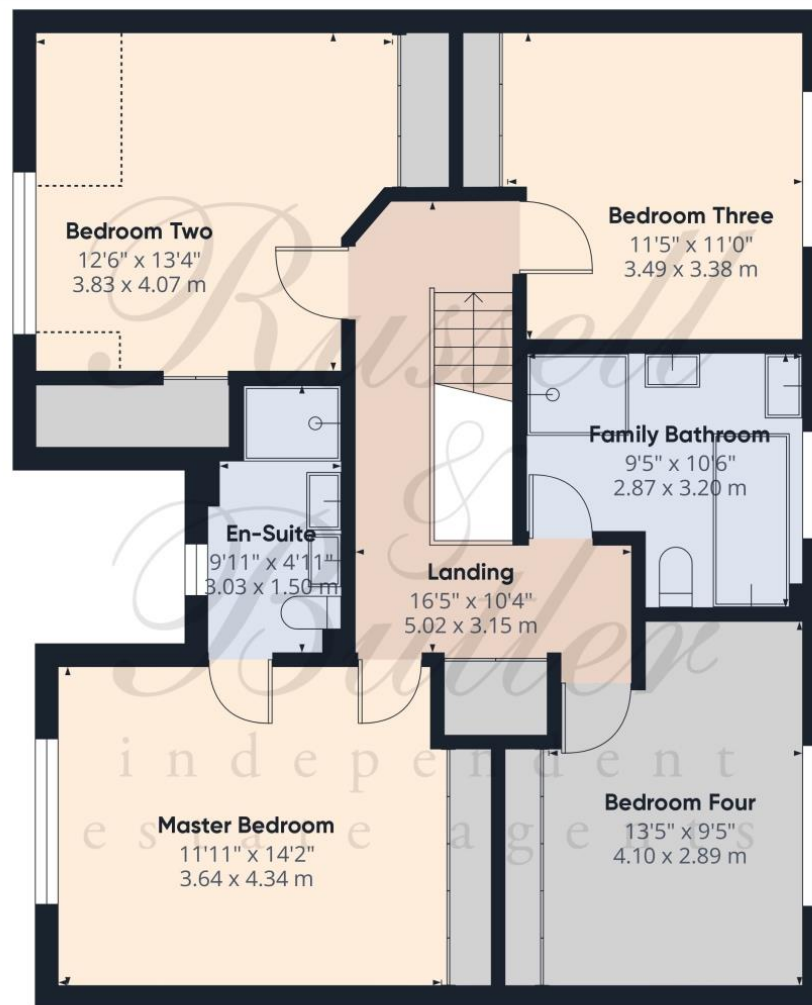 Bedroom Two
12'6" x 13'4"
3.83 x 4.07 m
Bedroom Three
11'5" x 11'0"
3.49 x 3.38 m
Family Bathroom
9'5" x 10'6"
2.87 x 3.20 m
En-Suite
9'11" x 4'11"
3.03 x 1.50 m
Landing
16'5" x 10'4"
5.02 x 3.15 m
Master Bedroom
11'11" x 14'2"
3.64 x 4.34 m
Bedroom Four
13'5" x 9'5"
4.10 x 2.89 m
Russell
&
Butler
independent
estate agents